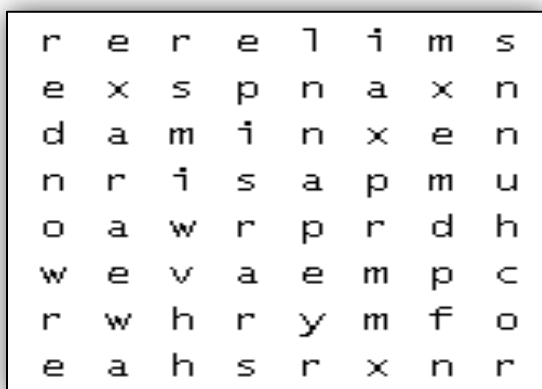 r e r e l i m s
e x s p n a x n
d a m i n x e n
n r i s a p m u
o a w r p r d h
w e v a e m p c
r w h r y m f o
e a h s r x n r